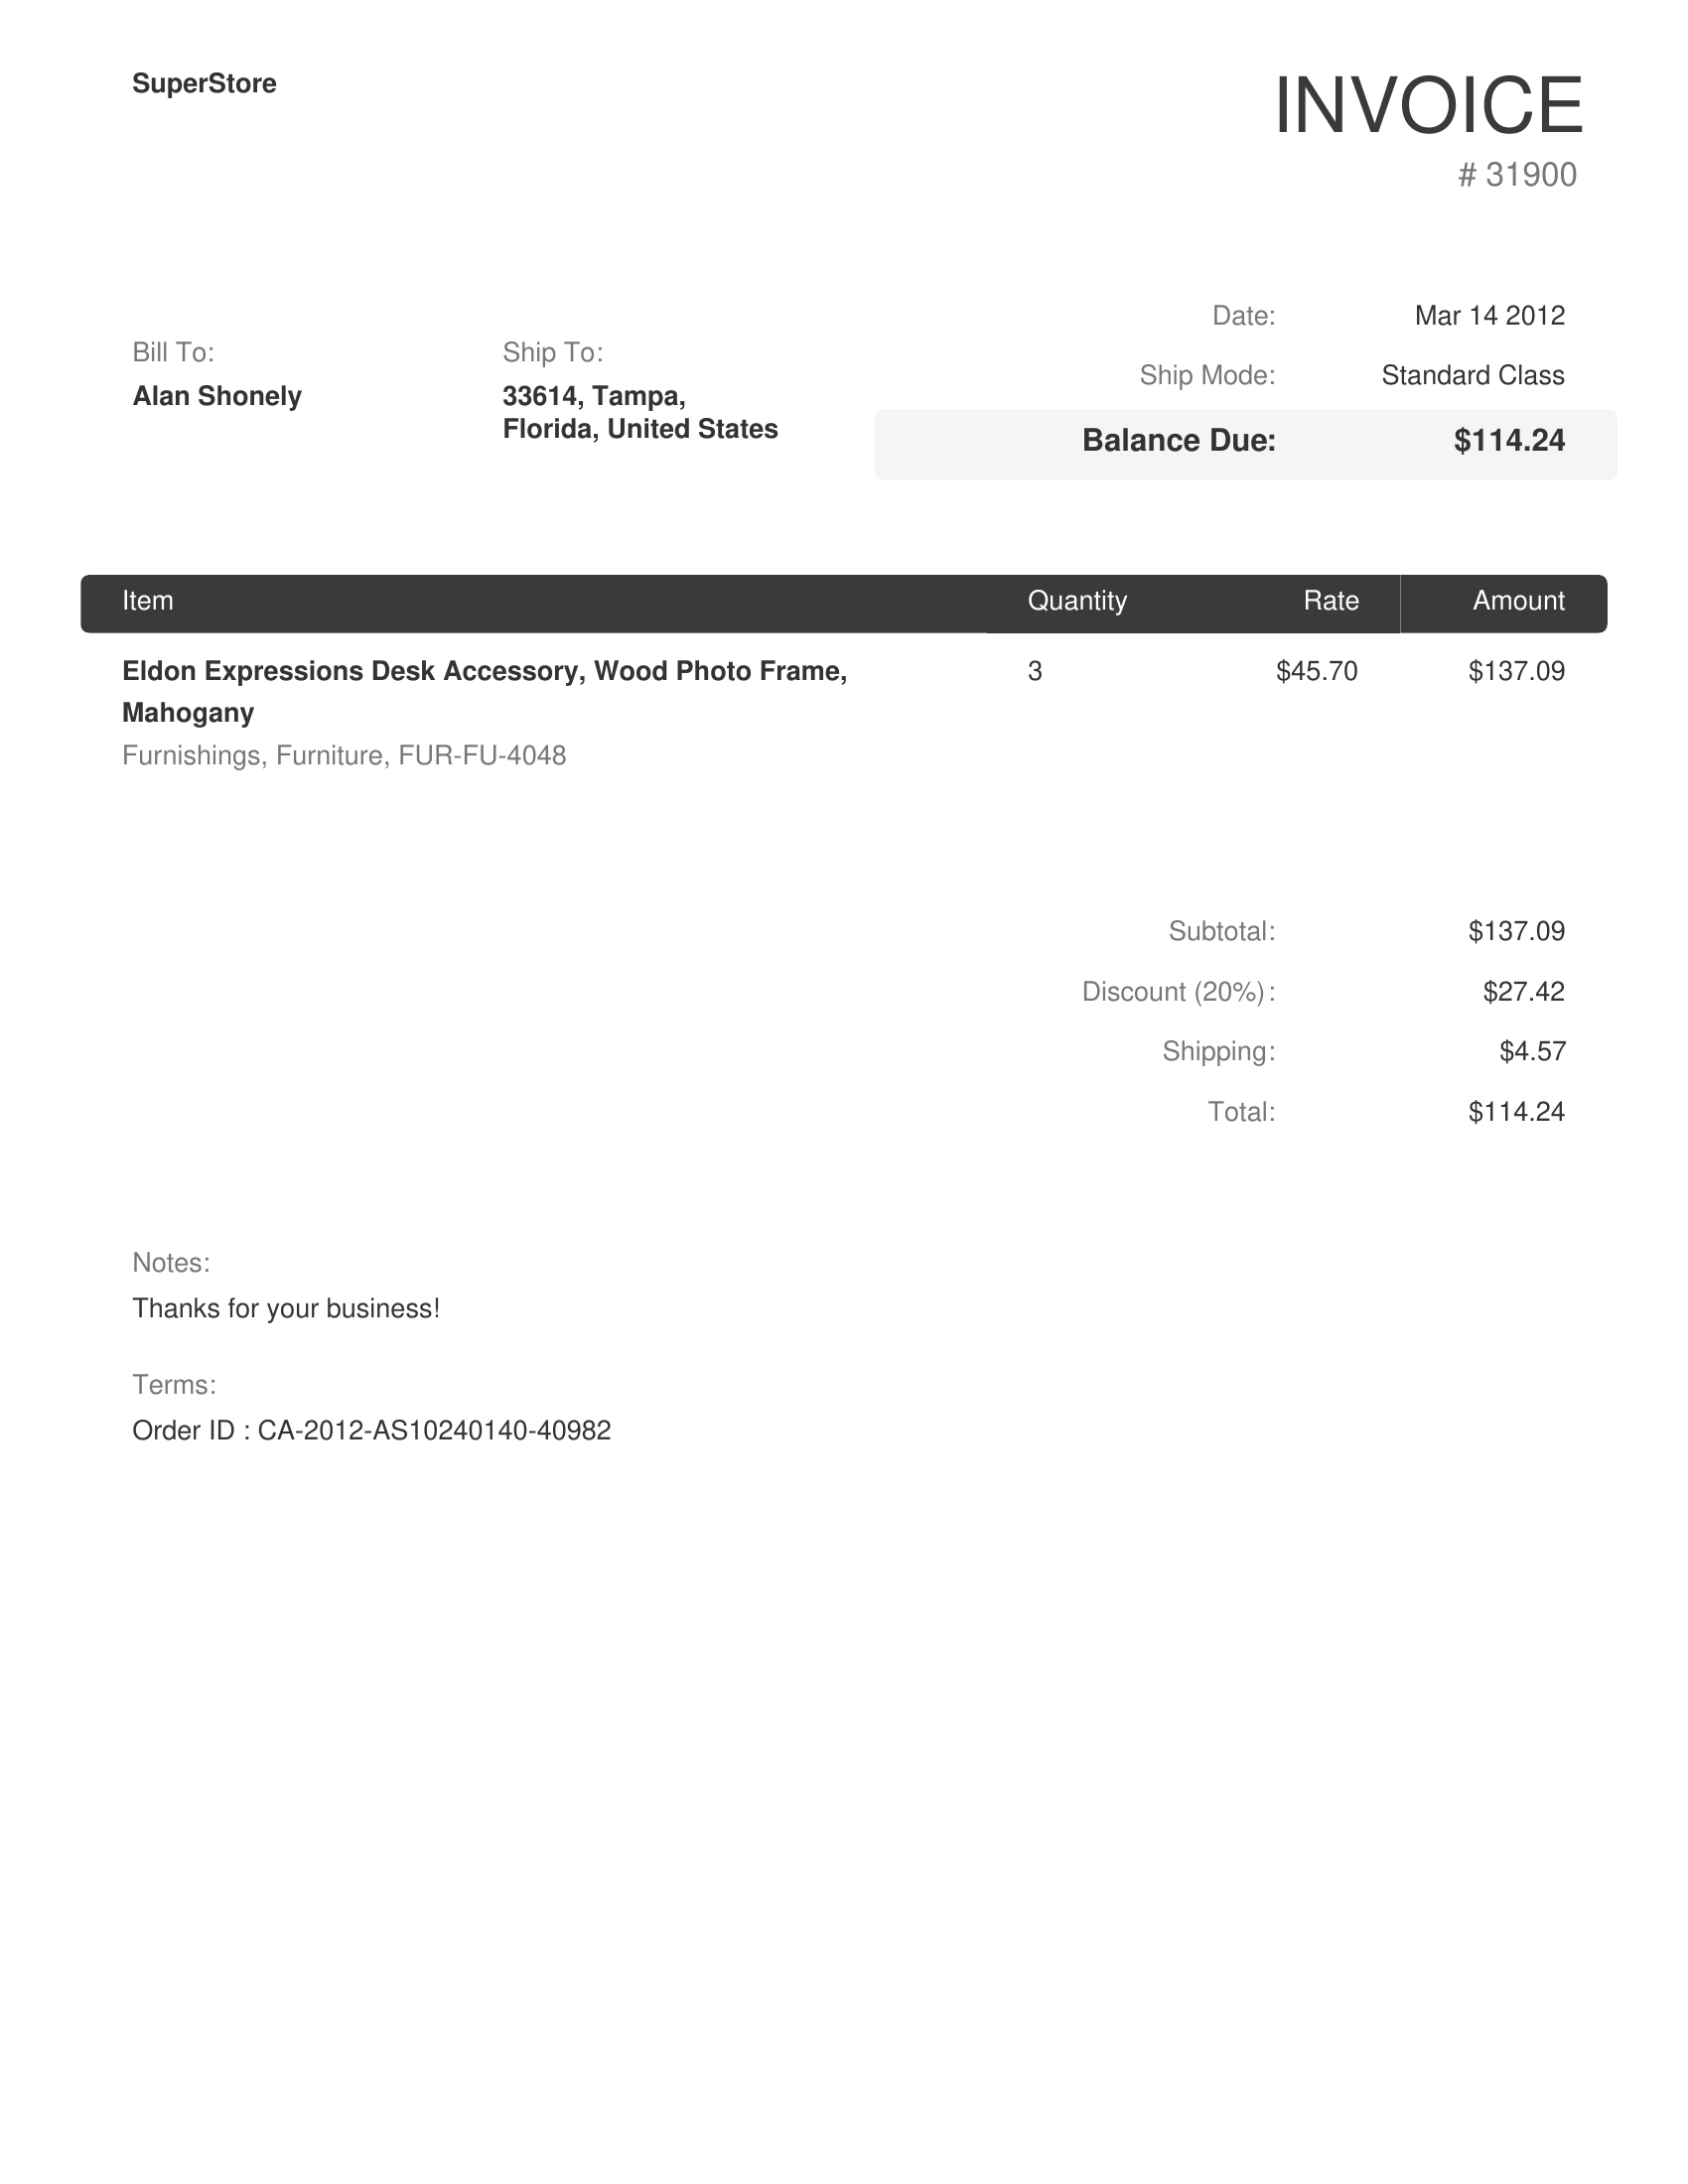 SuperStore
INVOICE
# 31900
Bill To:
Alan Shonely
Ship To:
33614, Tampa,
Florida, United States
Date: Mar 14 2012
Ship Mode: Standard Class
Balance Due: $114.24
Item Quantity Rate Amount
Eldon Expressions Desk Accessory, Wood Photo Frame, 3 $45.70 $137.09
Mahogany
Furnishings, Furniture, FUR-FU-4048
Subtotal: $137.09
Discount (20%): $27.42
Shipping: $4.57
Total: $114.24
Notes:
Thanks for your business!
Terms:
Order ID : CA-2012-AS10240140-40982